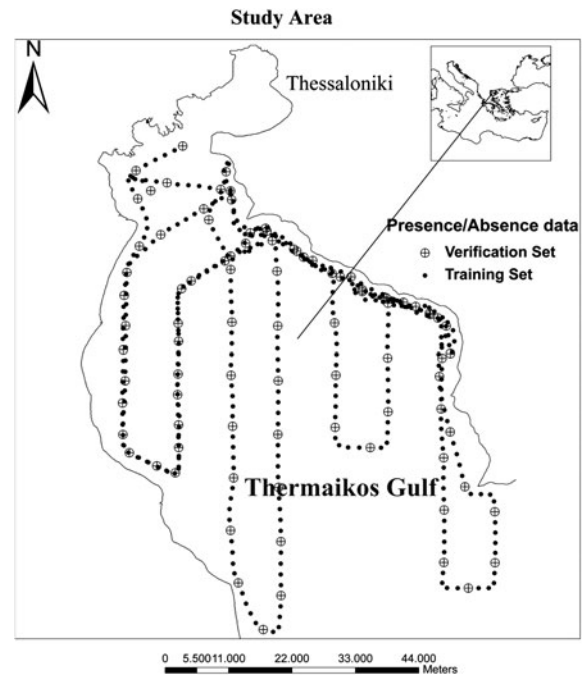 Study Area
N
Thessaloniki
Presence/Absence data
Verification Set
Training Set
Thermaikos Gulf
0 5.500 11.000 22.000 33.000 44.000
Meters